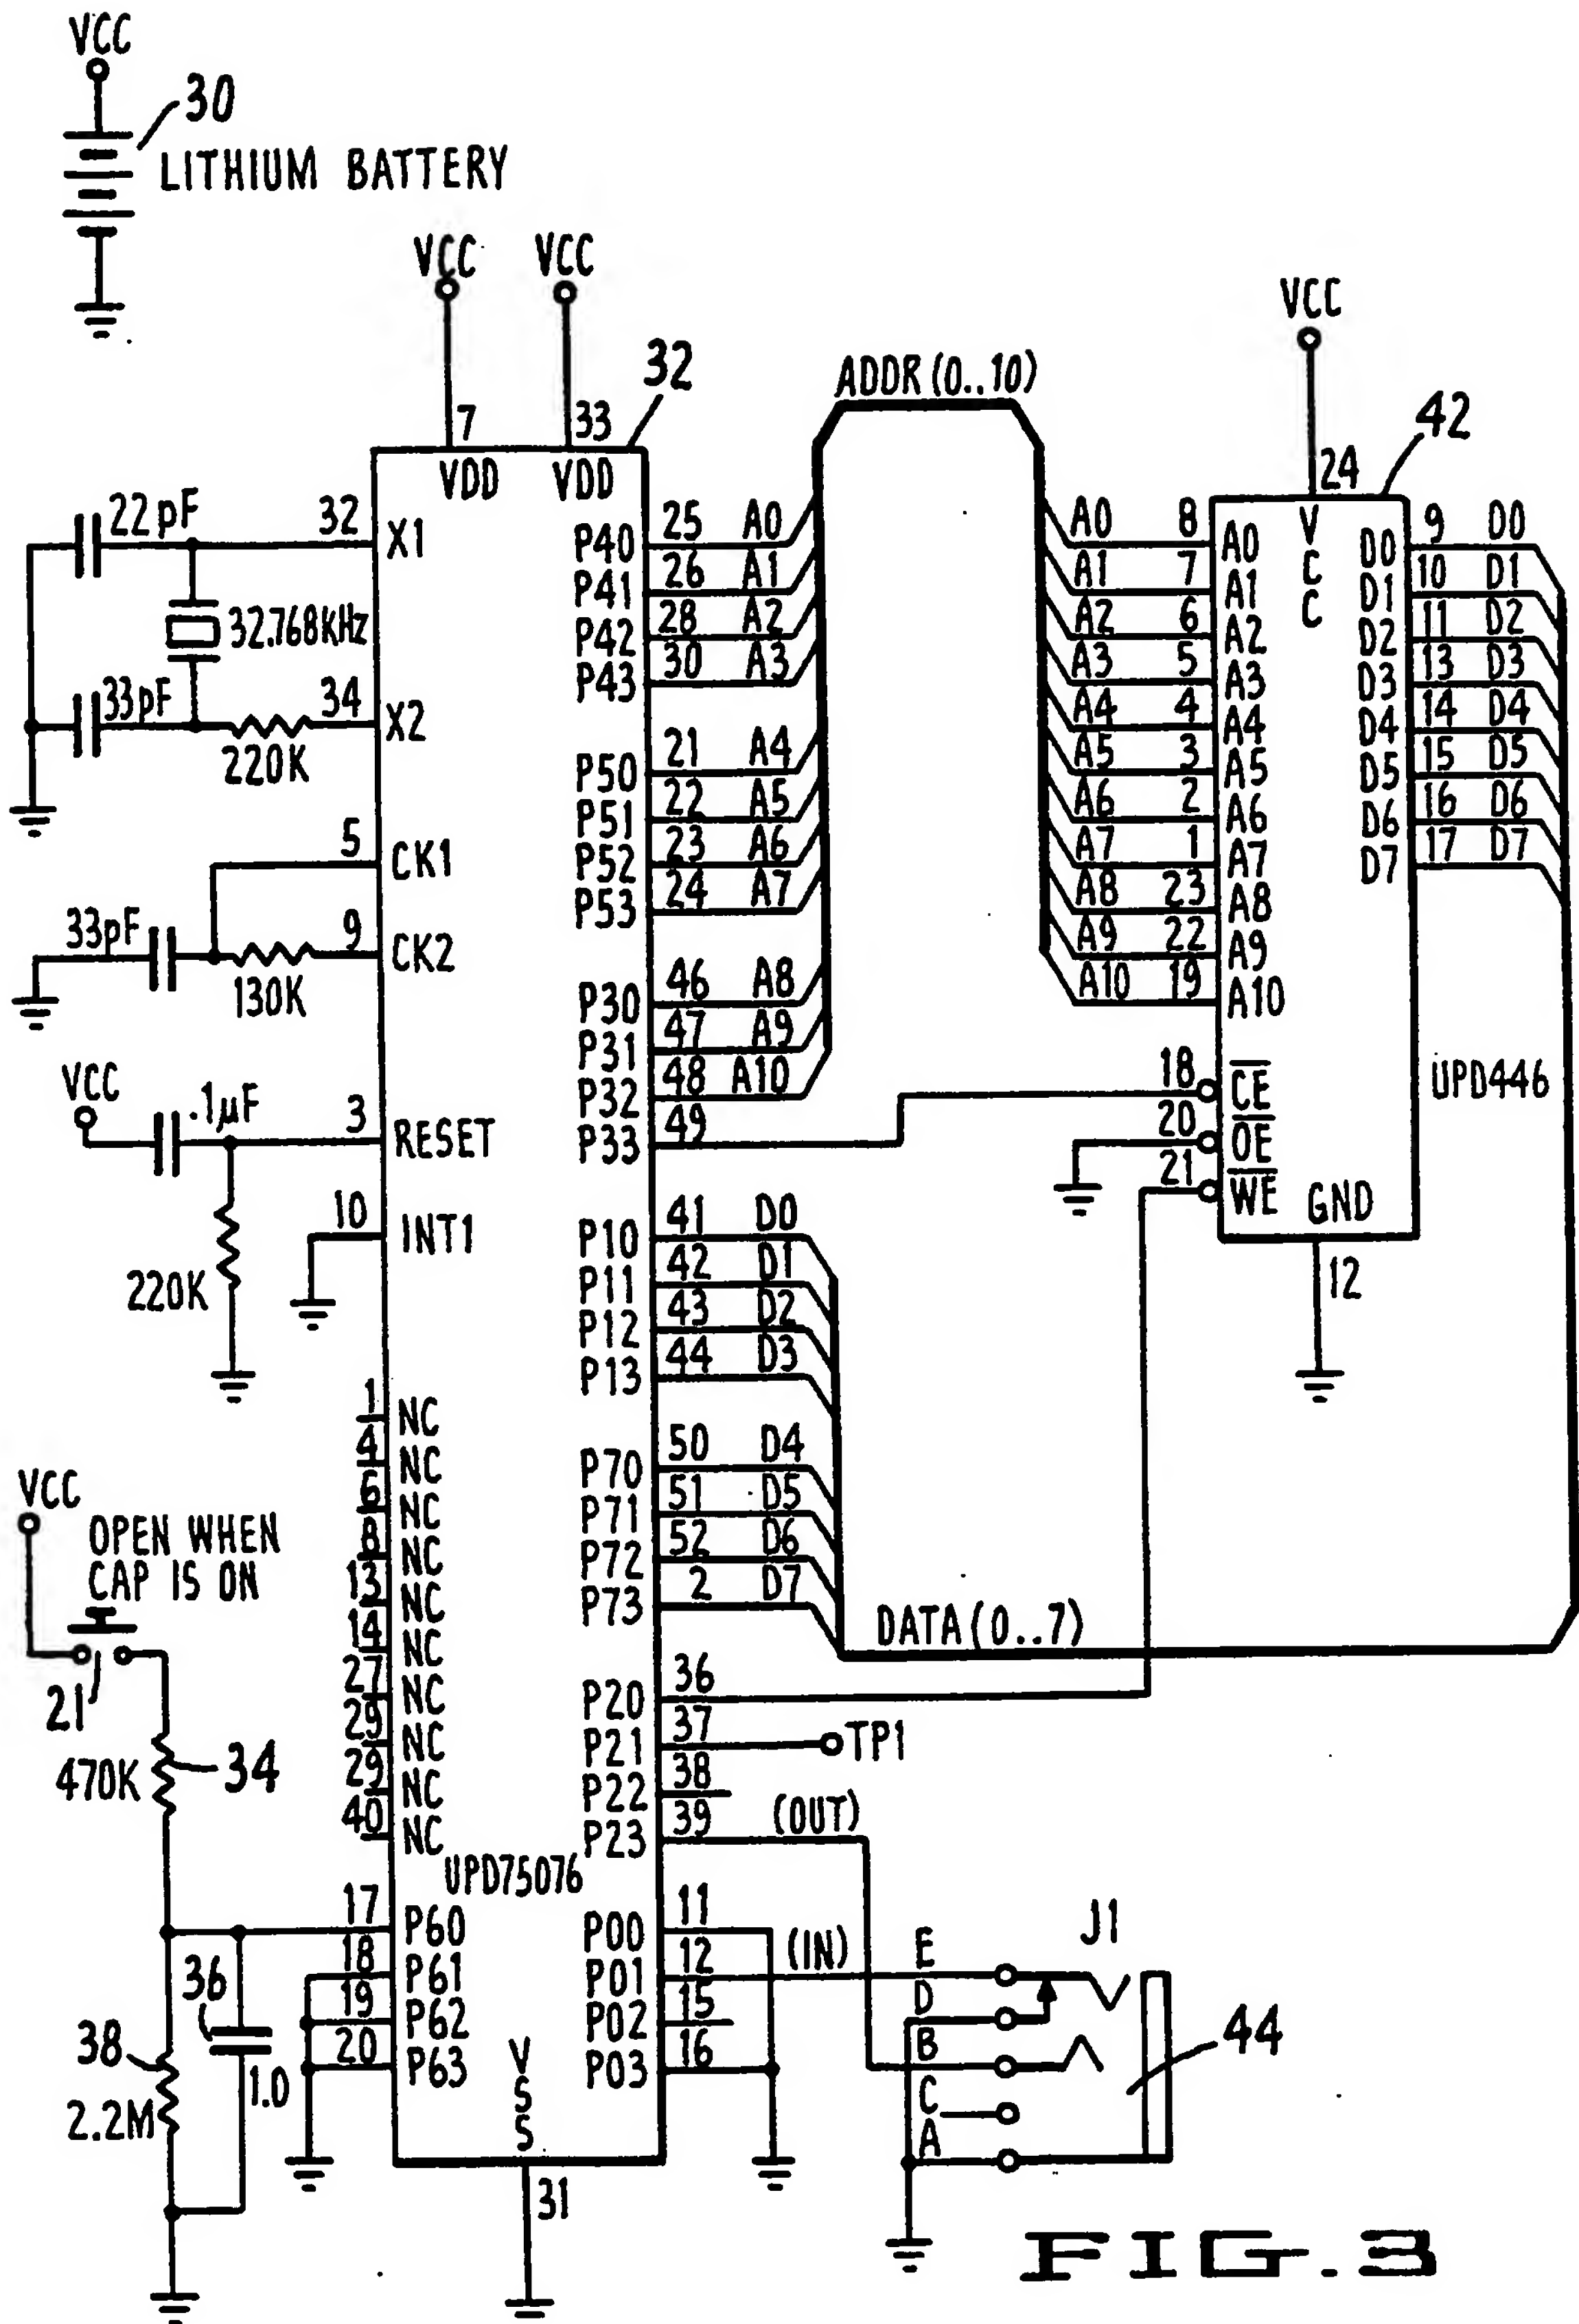 VCC
30
LITHIUM BATTERY
VCC VCC
VCC
7 33 32
VDD VDD
ADDR (0..10)
24 42
22pF 32 X1
32.768KHz
33pF 34 X2
220K
5 CK1
33pF 9 CK2
130K
VCC .1µF 3 RESET
10 INT1
220K
1 NC
4 NC
6 NC
8 NC
13 NC
14 NC
27 NC
29 NC
29 NC
40 NC
VCC
OPEN WHEN
CAP IS ON
21
470K 34
UPD75076
17 P60
18 P61
19 P62
20 P63
36
38
1.0
2.2M
VSS
31
P40 25 A0
P41 26 A1
P42 28 A2
P43 30 A3
P50 21 A4
P51 22 A5
P52 23 A6
P53 24 A7
P30 46 A8
P31 47 A9
P32 48 A10
P33 49
P10 41 D0
P11 42 D1
P12 43 D2
P13 44 D3
P70 50 D4
P71 51 D5
P72 52 D6
P73 2 D7
DATA (0..7)
P20 36
P21 37 TP1
P22 38
P23 39 (OUT)
P00 11
P01 12 (IN)
P02 15
P03 16
A0 8 A0
A1 7 A1
A2 6 A2
A3 5 A3
A4 4 A4
A5 3 A5
A6 2 A6
A7 1 A7
A8 23 A8
A9 22 A9
A10 19 A10
18 CE
20 OE
21 WE
VCC
GND
12
D0 9 D0
D1 10 D1
D2 11 D2
D3 13 D3
D4 14 D4
D5 15 D5
D6 16 D6
D7 17 D7
UPD446
J1
E
D
B
C
A
44
FIG.3